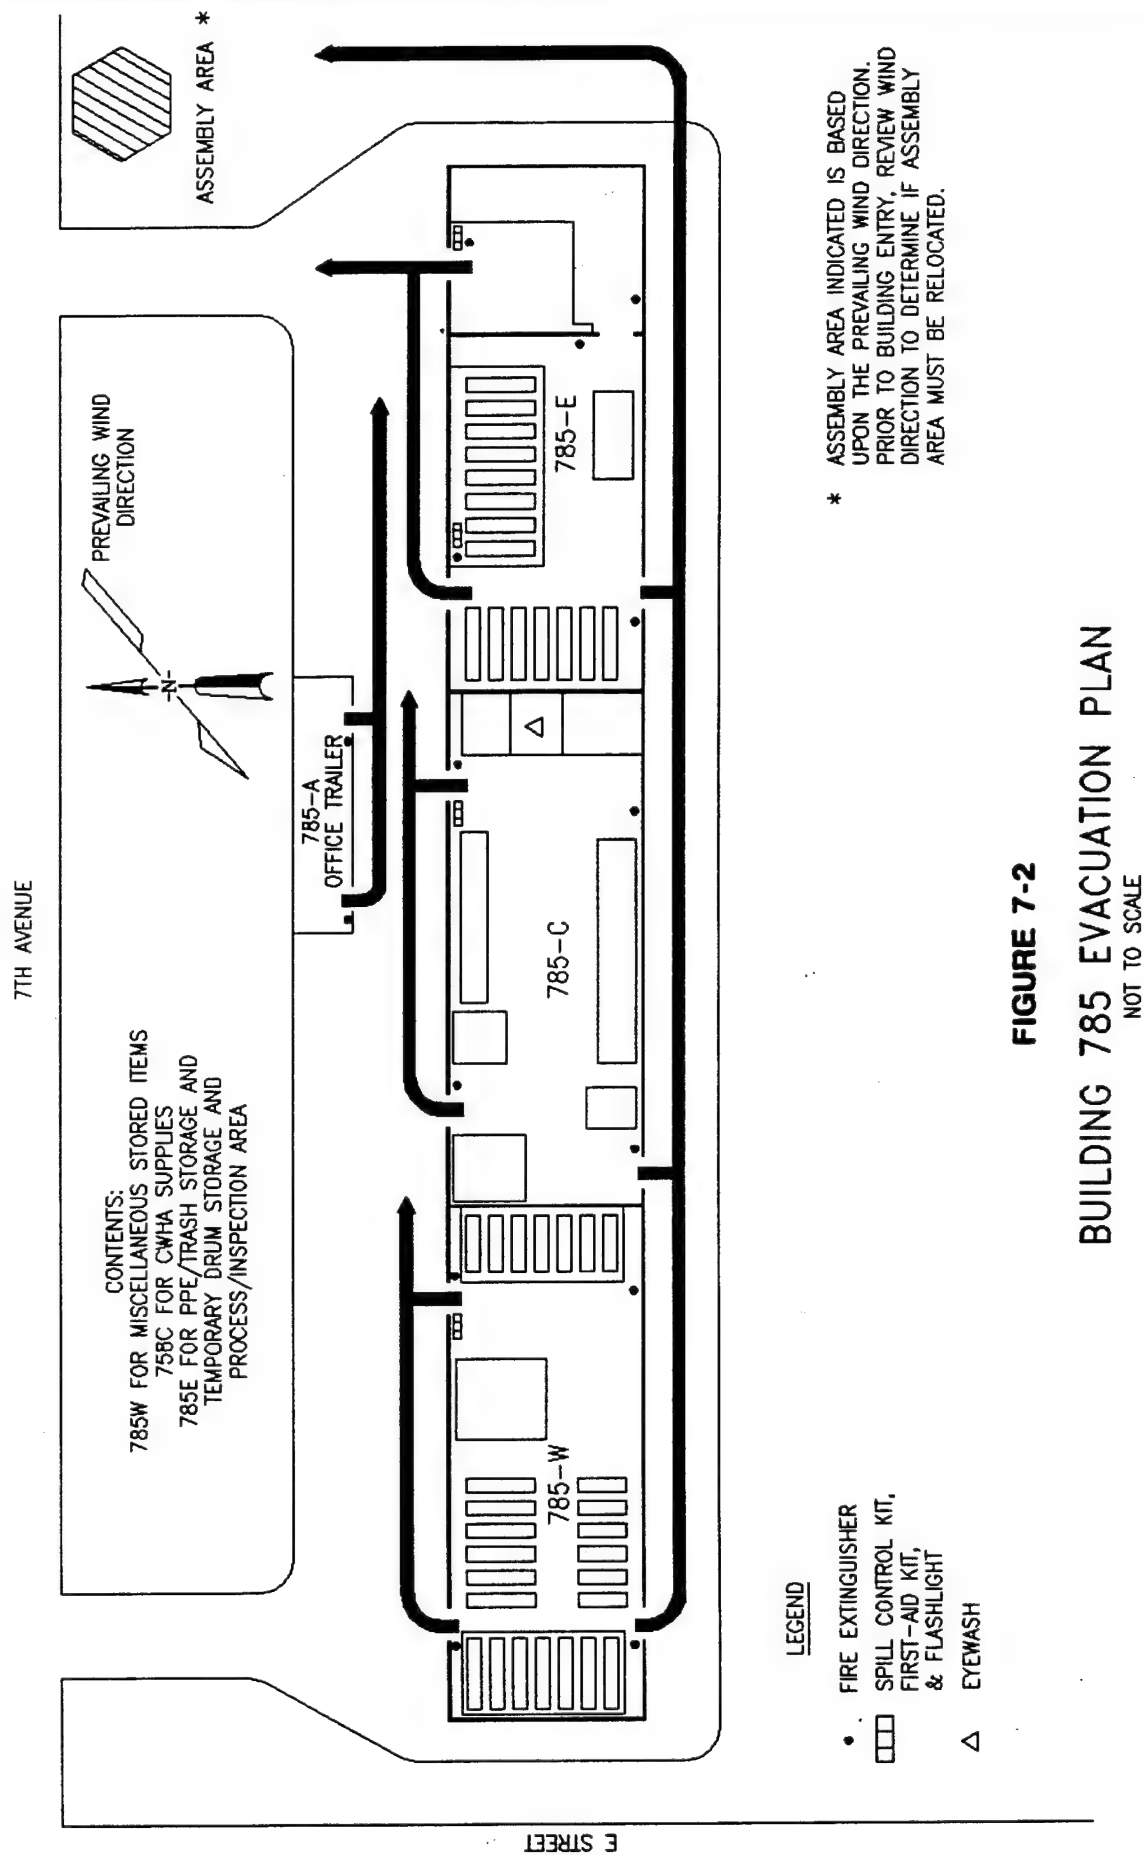 7TH AVENUE
ASSEMBLY AREA *
PREVAILING WIND
DIRECTION
-N-
CONTENTS:
785W FOR MISCELLANEOUS STORED ITEMS
758C FOR CWHA SUPPLIES
785E FOR PPE/TRASH STORAGE AND
TEMPORARY DRUM STORAGE AND
PROCESS/INSPECTION AREA
785-A
OFFICE TRAILER
785-W
785-C
785-E
E STREET
LEGEND
FIRE EXTINGUISHER
SPILL CONTROL KIT,
FIRST-AID KIT,
& FLASHLIGHT
EYEWASH
* ASSEMBLY AREA INDICATED IS BASED
UPON THE PREVAILING WIND DIRECTION.
PRIOR TO BUILDING ENTRY, REVIEW WIND
DIRECTION TO DETERMINE IF ASSEMBLY
AREA MUST BE RELOCATED.
FIGURE 7-2
BUILDING 785 EVACUATION PLAN
NOT TO SCALE